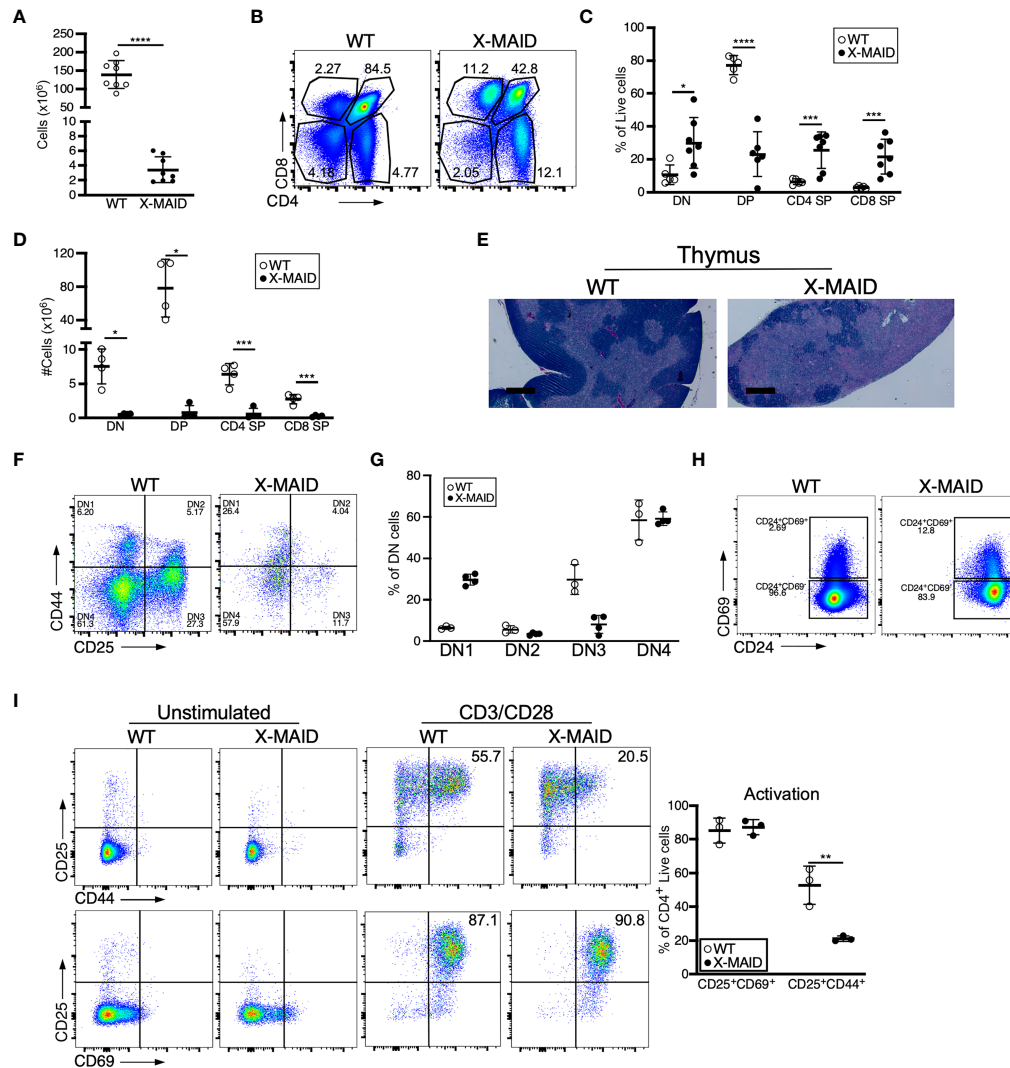 A
****
250
200
150
100
50
10
8
6
4
2
0
Cells (x10⁶)
WT X-MAID
B
WT X-MAID
2.27 84.5
4.18 4.77
11.2 42.8
2.05 12.1
CD8
CD4
C
WT
X-MAID
100
80
60
40
20
0
% of Live cells
* **** *** ***
DN DP CD4 SP CD8 SP
D
WT
X-MAID
120
80
40
10
5
0
#Cells (x10⁶)
* * *** ***
DN DP CD4 SP CD8 SP
E
Thymus
WT X-MAID
F
WT X-MAID
DN1 6.20
DN2 5.17
DN4 61.3
DN3 27.3
DN1 26.4
DN2 4.04
DN4 57.9
DN3 11.7
CD44
CD25
G
WT
X-MAID
80
60
40
20
0
% of DN cells
DN1 DN2 DN3 DN4
H
WT X-MAID
CD24⁺CD69⁺
2.69
CD24⁺CD69⁻
96.6
CD24⁺CD69⁺
12.8
CD24⁺CD69⁻
83.9
CD69
CD24
I
Unstimulated CD3/CD28
WT X-MAID WT X-MAID
55.7 20.5
CD25
CD44
87.1 90.8
CD25
CD69
Activation
100
80
60
40
20
0
% of CD4⁺ Live cells
**
WT
X-MAID
CD25⁺CD69⁺ CD25⁺CD44⁺